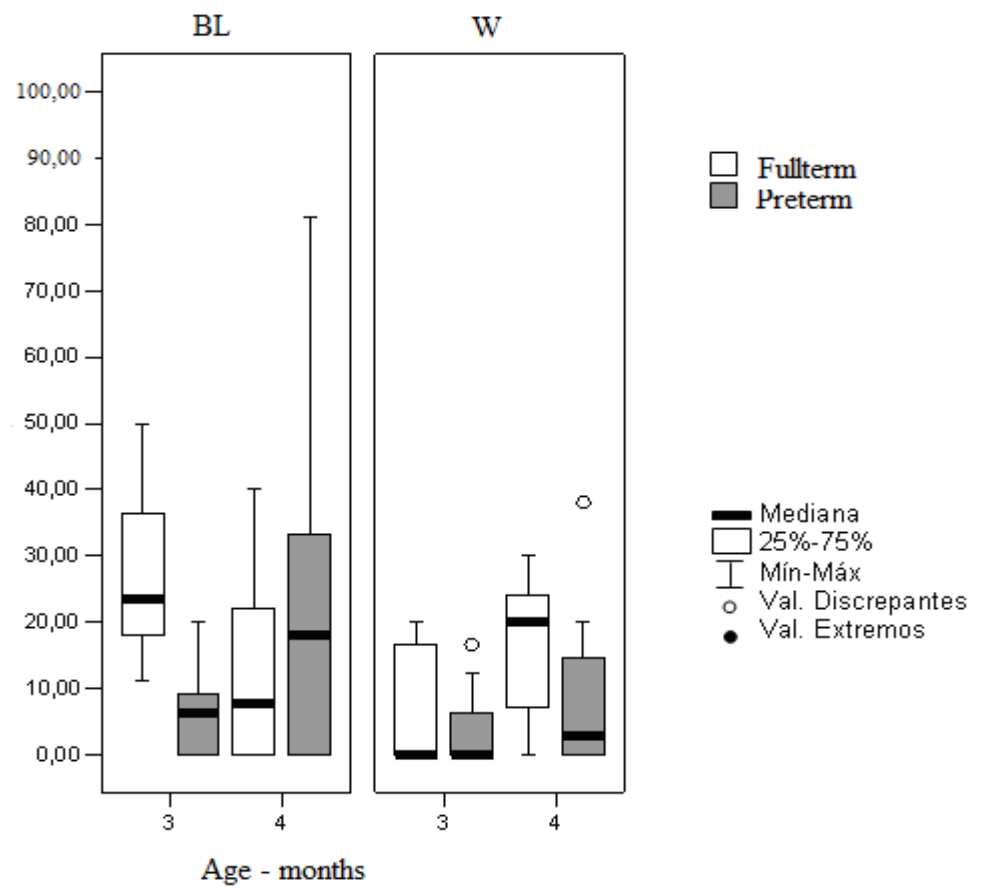 BL
W
100,00
90,00
80,00
70,00
60,00
50,00
40,00
30,00
20,00
10,00
0,00
3
4
3
4
Age - months
Fullterm
Preterm
Mediana
25%-75%
Mín-Máx
Val. Discrepantes
Val. Extremos